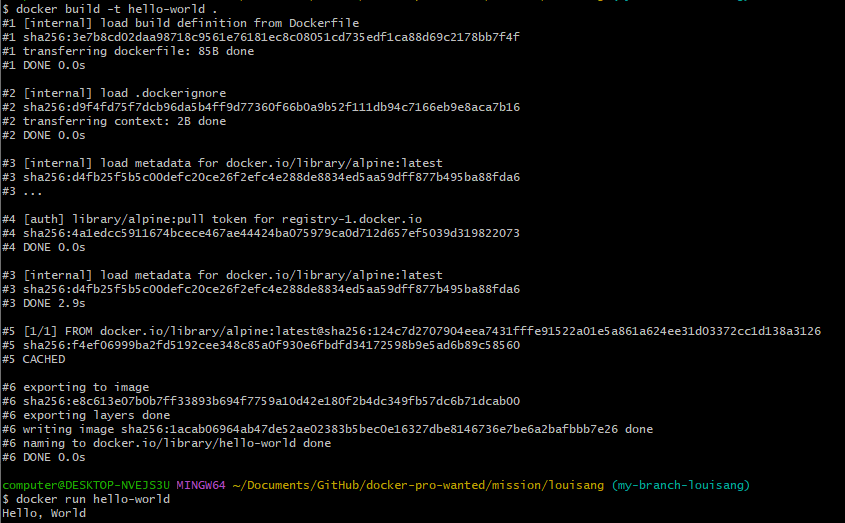 $ docker build -t hello-world .
#1 [internal] load build definition from Dockerfile
#1 sha256:3e7b8cd02daa98718c9561e76181ec8c08051cd735edf1ca88d69c2178bb7f4f
#1 transferring dockerfile: 85B done
#1 DONE 0.0s
#2 [internal] load .dockerignore
#2 sha256:d9f4fd75f7dcb96da5b4ff9d77360f66b0a9b52f111db94c7166eb9e8aca7b16
#2 transferring context: 2B done
#2 DONE 0.0s
#3 [internal] load metadata for docker.io/library/alpine:latest
#3 sha256:d4fb25f5b5c00defc20ce26f2efc4e288de8834ed5aa59dff877b495ba88fda6
#3 ...
#4 [auth] library/alpine:pull token for registry-1.docker.io
#4 sha256:4a1edcc5911674bcece467ae44424ba075979ca0d712d657ef5039d319822073
#4 DONE 0.0s
#3 [internal] load metadata for docker.io/library/alpine:latest
#3 sha256:d4fb25f5b5c00defc20ce26f2efc4e288de8834ed5aa59dff877b495ba88fda6
#3 DONE 2.9s
#5 [1/1] FROM docker.io/library/alpine:latest@sha256:124c7d2707904eea7431fffe91522a01e5a861a624ee31d03372cc1d138a3126
#5 sha256:f4ef06999ba2fd5192cee348c85a0f930e6fbdfd34172598b9e5ad6b89c58560
#5 CACHED
#6 exporting to image
#6 sha256:e8c613e07b0b7ff33893b694f7759a10d42e180f2b4dc349fb57dc6b71dcab00
#6 exporting layers done
#6 writing image sha256:1acab06964ab47de52ae02383b5bec0e16327dbe8146736e7be6a2bafbbb7e26 done
#6 naming to docker.io/library/hello-world done
#6 DONE 0.0s
computer@DESKTOP-NVEJS3U MINGW64 ~/Documents/GitHub/docker-pro-wanted/mission/louisang (my-branch-louisang)
$ docker run hello-world
Hello, World